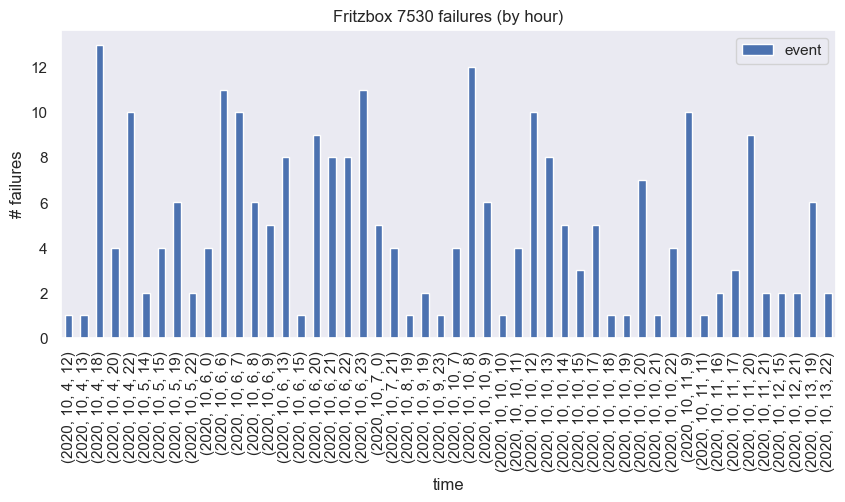 Fritzbox 7530 failures (by hour)
event
# failures
12
10
8
6
4
2
0
(2020, 10, 4, 12)
(2020, 10, 4, 13)
(2020, 10, 4, 18)
(2020, 10, 4, 20)
(2020, 10, 4, 22)
(2020, 10, 5, 14)
(2020, 10, 5, 15)
(2020, 10, 5, 19)
(2020, 10, 5, 22)
(2020, 10, 6, 0)
(2020, 10, 6, 6)
(2020, 10, 6, 7)
(2020, 10, 6, 8)
(2020, 10, 6, 9)
(2020, 10, 6, 13)
(2020, 10, 6, 15)
(2020, 10, 6, 20)
(2020, 10, 6, 21)
(2020, 10, 6, 22)
(2020, 10, 6, 23)
(2020, 10, 7, 0)
(2020, 10, 7, 21)
(2020, 10, 8, 19)
(2020, 10, 9, 19)
(2020, 10, 9, 23)
(2020, 10, 10, 7)
(2020, 10, 10, 8)
(2020, 10, 10, 9)
(2020, 10, 10, 10)
(2020, 10, 10, 11)
(2020, 10, 10, 12)
(2020, 10, 10, 13)
(2020, 10, 10, 14)
(2020, 10, 10, 15)
(2020, 10, 10, 17)
(2020, 10, 10, 18)
(2020, 10, 10, 19)
(2020, 10, 10, 20)
(2020, 10, 10, 21)
(2020, 10, 10, 22)
(2020, 10, 11, 9)
(2020, 10, 11, 11)
(2020, 10, 11, 16)
(2020, 10, 11, 17)
(2020, 10, 11, 20)
(2020, 10, 11, 21)
(2020, 10, 12, 15)
(2020, 10, 12, 21)
(2020, 10, 13, 19)
(2020, 10, 13, 22)
time